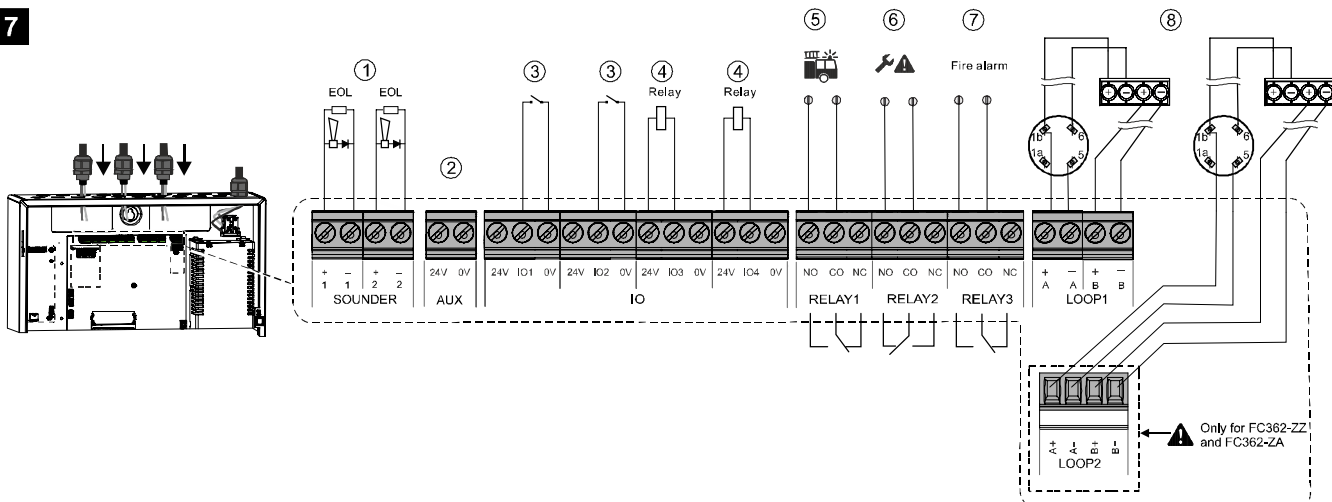 7
① ③ ③ ④ ④ ⑤ ⑥ ⑦ ⑧
EOL EOL Relay Relay Fire alarm
②
1b 6
1a 5
1b 6
1a 5
+ − + −
+ − + −
+ − + − 24V 0V 24V IO1 0V 24V IO2 0V 24V IO3 0V 24V IO4 0V NO CO NC NO CO NC NO CO NC + − + −
1 1 2 2 A A B B
SOUNDER AUX IO RELAY1 RELAY2 RELAY3 LOOP1
A+ A- B+ B-
LOOP2
Only for FC362-ZZ
and FC362-ZA